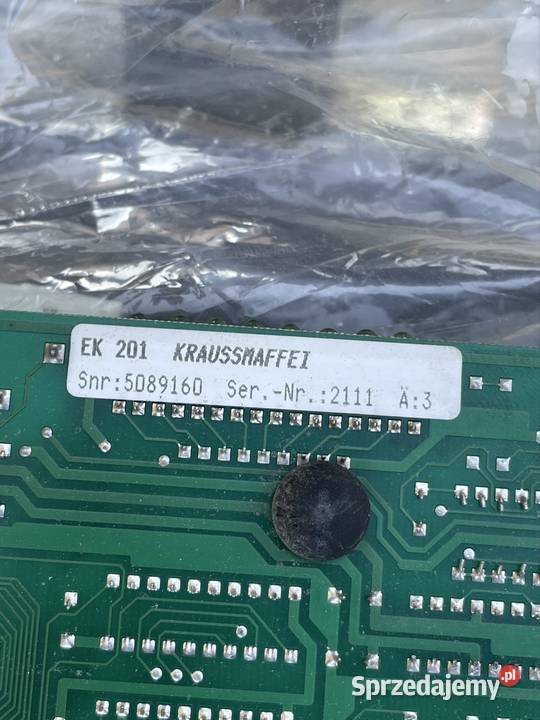 EK 201 KRAUSSMAFFEI
Snr:5089160 Ser.-Nr.:2111 Ä:3
Sprzedajemy.pl